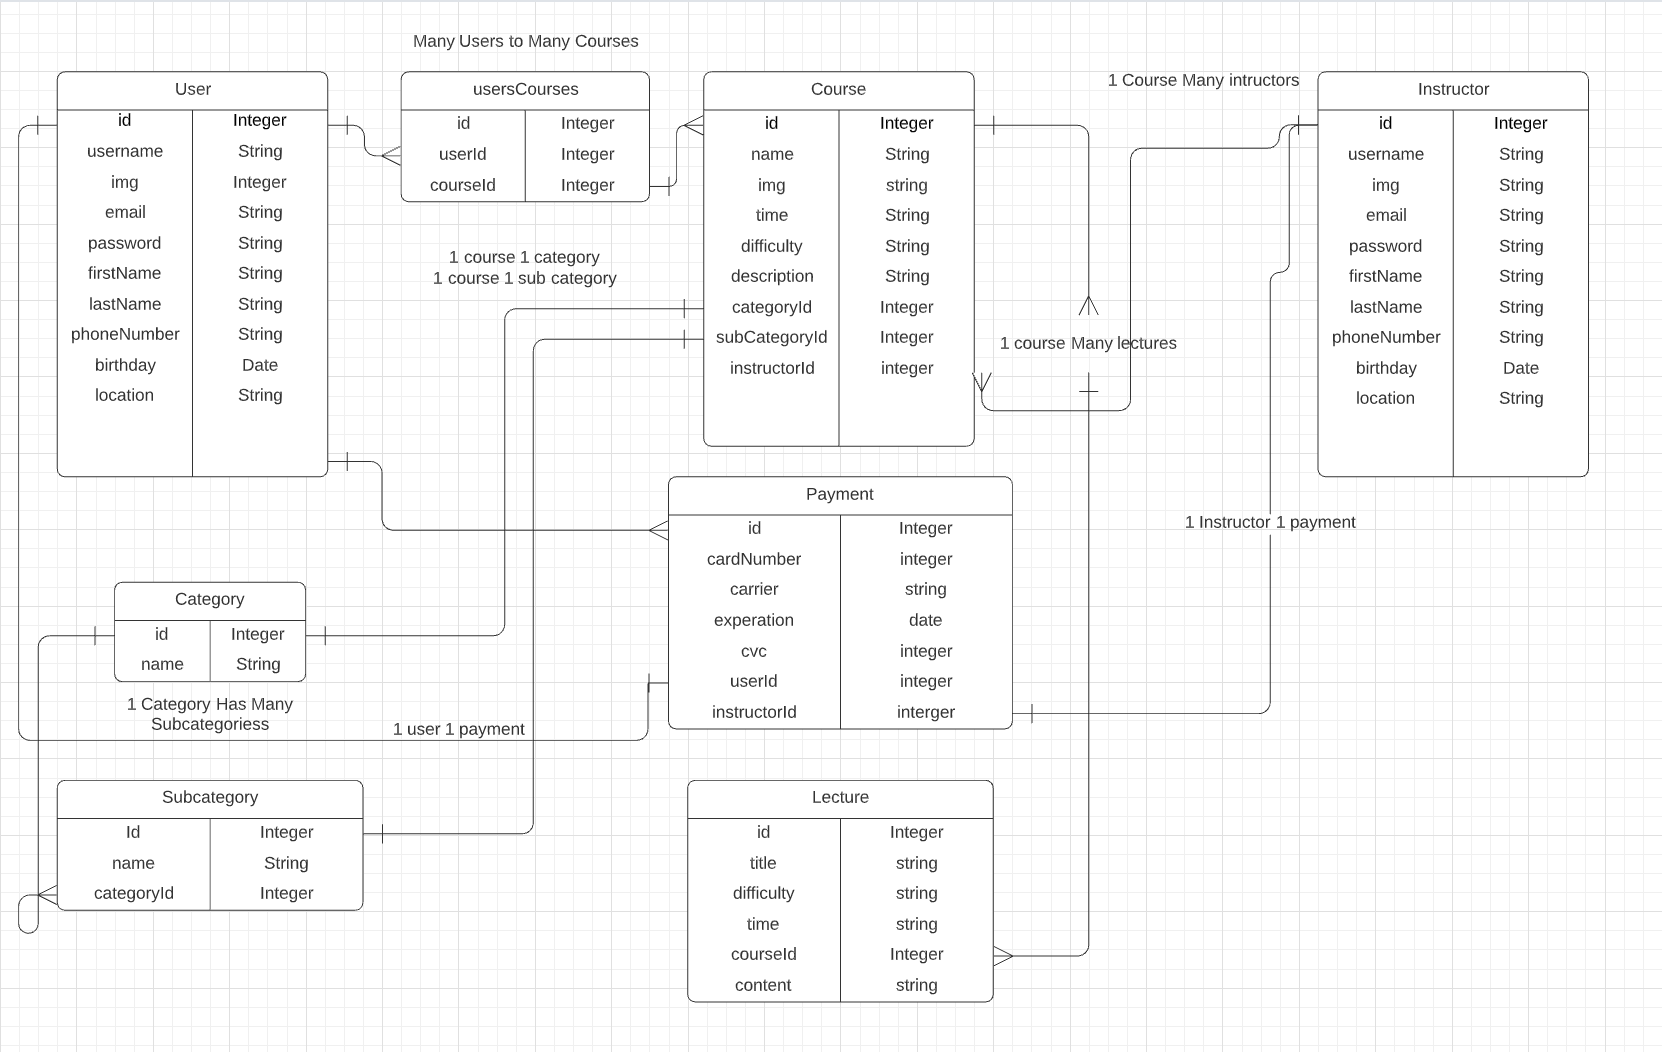 Many Users to Many Courses
User
id Integer
username String
img Integer
email String
password String
firstName String
lastName String
phoneNumber String
birthday Date
location String
usersCourses
id Integer
userId Integer
courseId Integer
Course
id Integer
name String
img string
time String
difficulty String
description String
categoryId Integer
subCategoryId Integer
instructorId integer
1 Course Many intructors
Instructor
id Integer
username String
img String
email String
password String
firstName String
lastName String
phoneNumber String
birthday Date
location String
1 course 1 category
1 course 1 sub category
1 course Many lectures
Payment
id Integer
cardNumber integer
carrier string
experation date
cvc integer
userId integer
instructorId interger
1 Instructor 1 payment
Category
id Integer
name String
1 Category Has Many
Subcategoriess
1 user 1 payment
Subcategory
Id Integer
name String
categoryId Integer
Lecture
id Integer
title string
difficulty string
time string
courseId Integer
content string